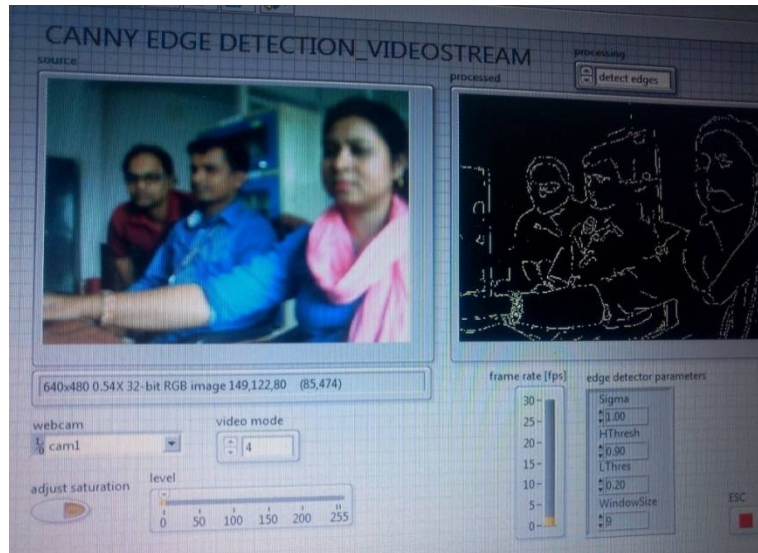 CANNY EDGE DETECTION_VIDEOSTREAM
source
processed
processing
detect edges
640x480 0.54X 32-bit RGB image 149,122,80 (85,474)
webcam
cam1
video mode
4
adjust saturation
level
0 50 100 150 200 255
frame rate [fps]
30
25
20
15
10
5
0
edge detector parameters
Sigma
1.00
HThresh
0.90
LThres
0.20
WindowSize
9
ESC